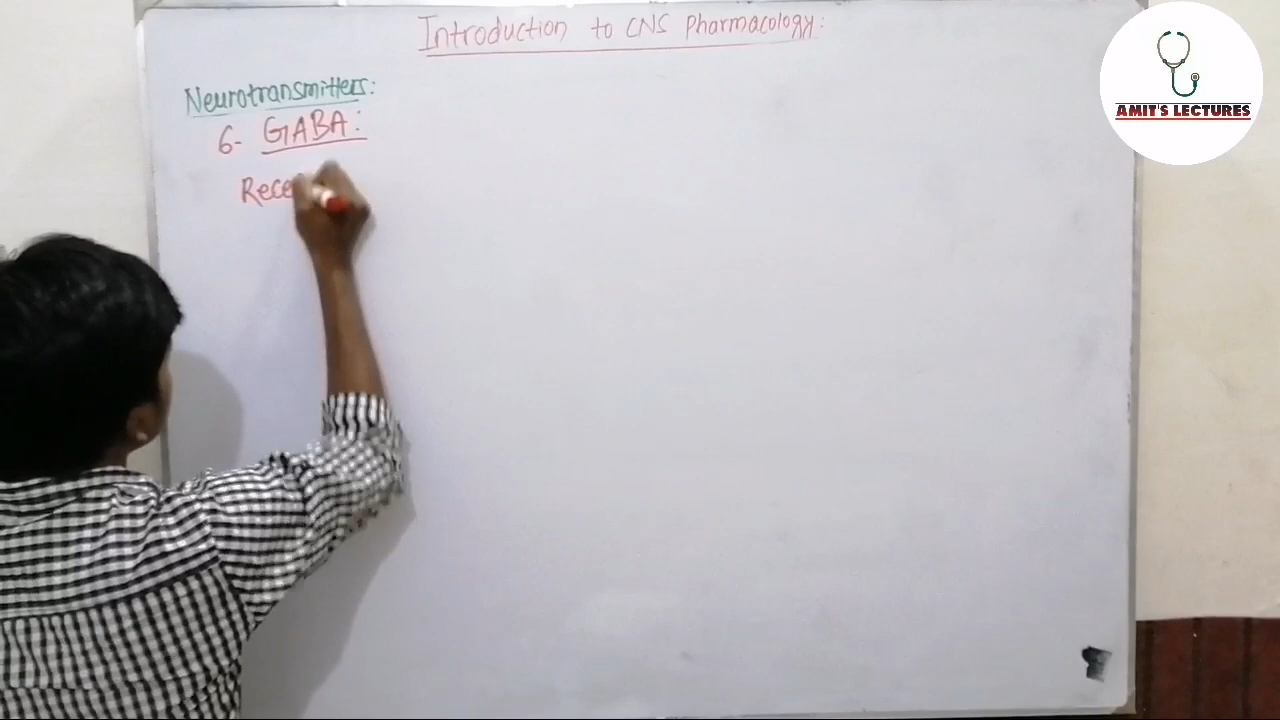 Introduction to CNS Pharmacology:
AMIT'S LECTURES
Neurotransmitters:
6- GABA:
Rece